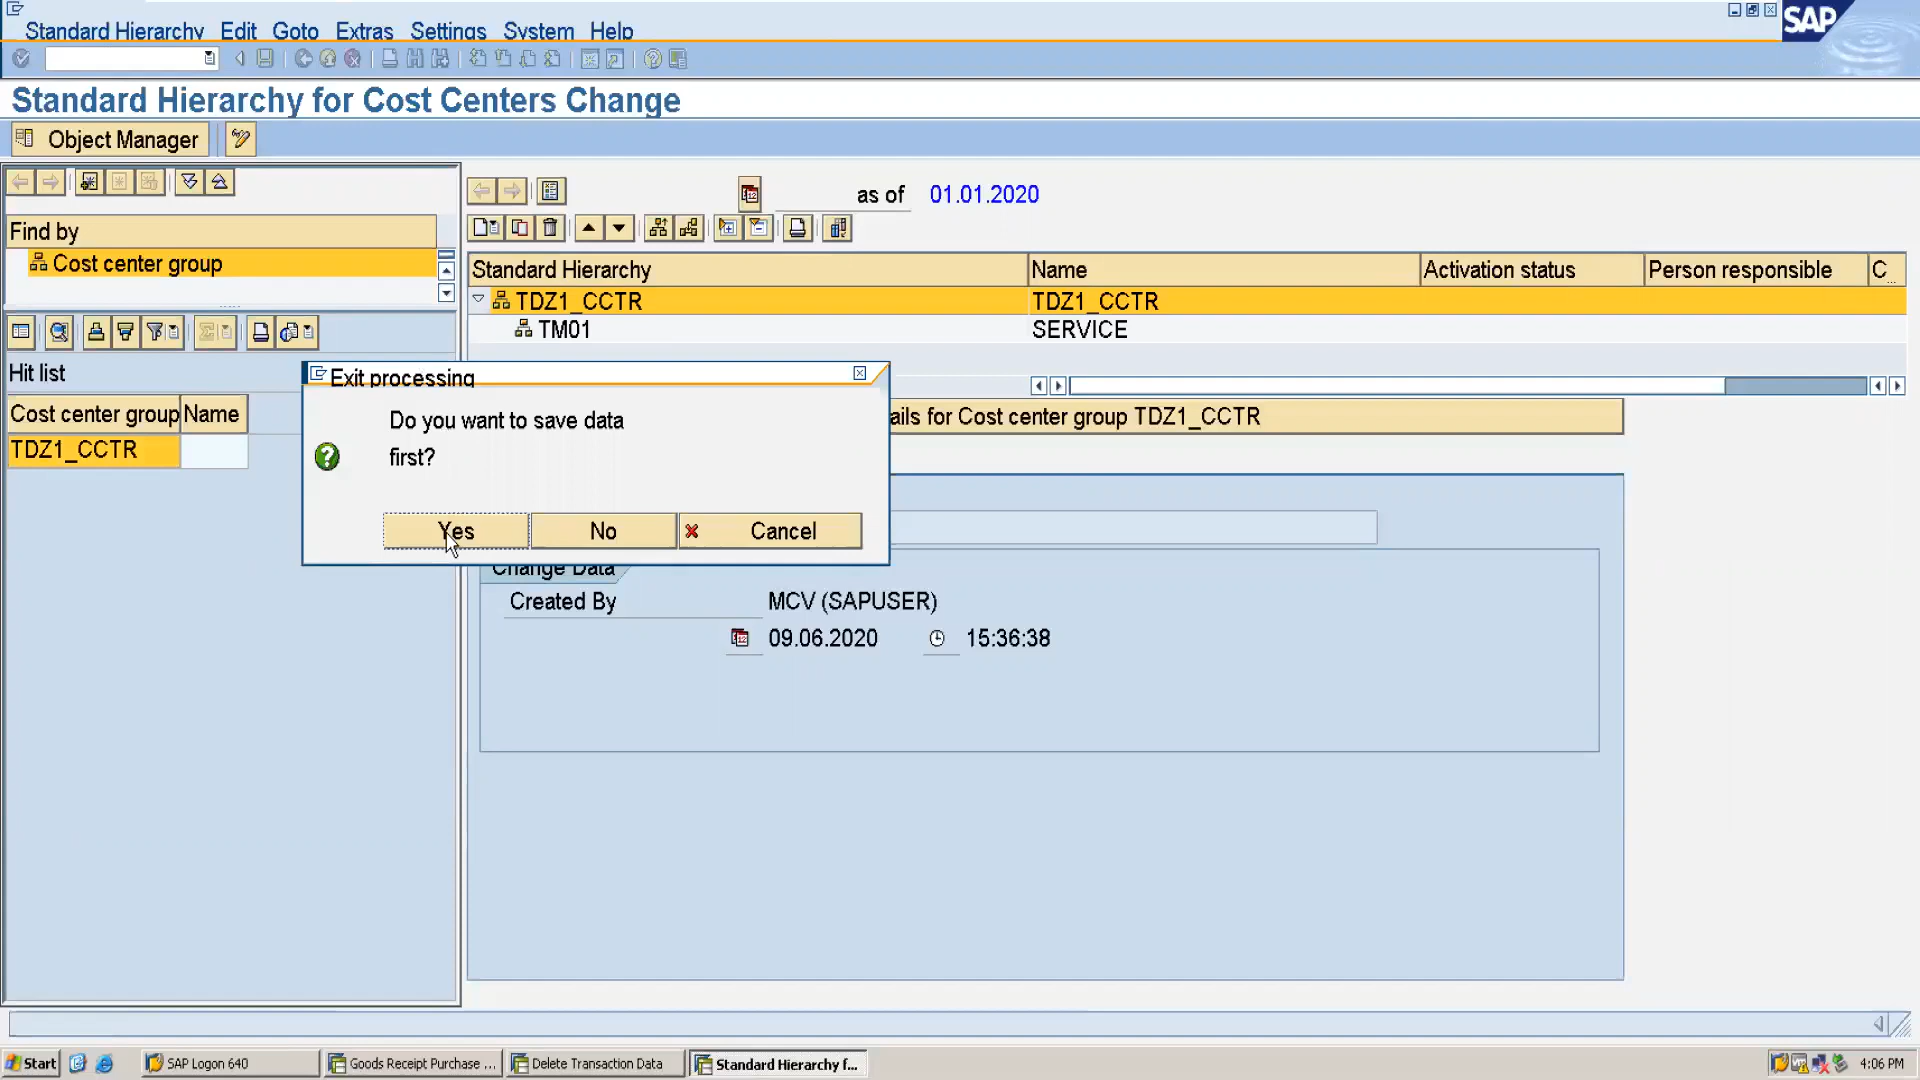 Standard Hierarchy Edit Goto Extras Settings System Help
SAP
Standard Hierarchy for Cost Centers Change
Object Manager
as of 01.01.2020
Find by
Cost center group
Standard Hierarchy Name Activation status Person responsible C...
TDZ1_CCTR TDZ1_CCTR
TM01 SERVICE
Hit list
Cost center group Name
TDZ1_CCTR
Exit processing
Do you want to save data
first?
Yes No Cancel
ails for Cost center group TDZ1_CCTR
Change Data
Created By MCV (SAPUSER)
09.06.2020 15:36:38
Start SAP Logon 640 Goods Receipt Purchase ... Delete Transaction Data Standard Hierarchy f... 4:06 PM